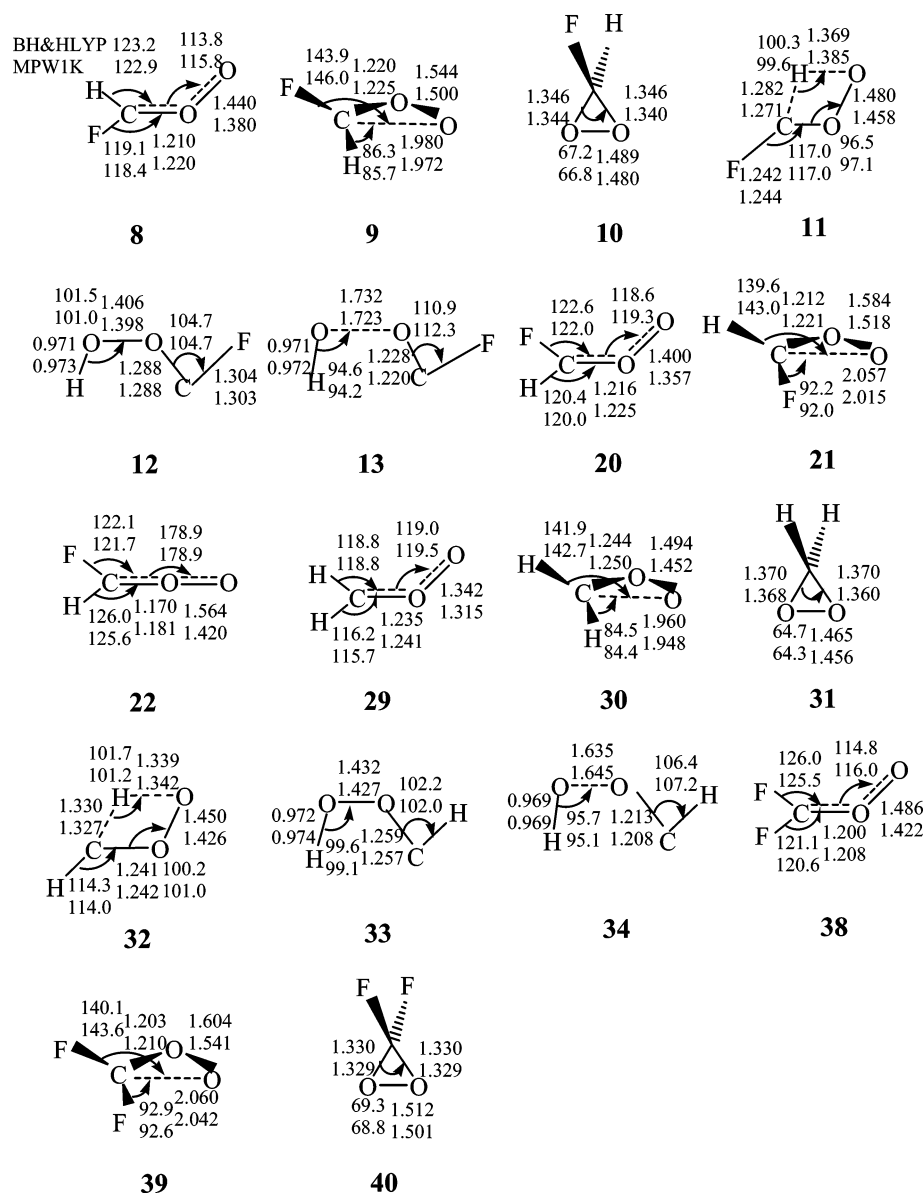 BH&HLYP 123.2 113.8 O
MPW1K 122.9 115.8
H
C O 1.440
F 1.380
119.1 1.210
118.4 1.220
8
143.9 1.220 1.544
F 146.0 1.225 O 1.500
C O
H 86.3 1.980
85.7 1.972
9
F H
1.346 1.346
1.344 1.340
O O
67.2 1.489
66.8 1.480
10
100.3 1.369
99.6 H 1.385 O
1.282 1.480
1.271 1.458
C O
117.0 96.5
F 1.242 117.0 97.1
1.244
11
101.5 1.406
101.0 1.398 104.7 F
0.971 O O 104.7
0.973
H 1.288 C 1.304
1.288 1.303
12
1.732 110.9
O 1.723 O 112.3 F
0.971 1.228
0.972 H 94.6 1.220 C
94.2
13
122.6 118.6 O
F 122.0 119.3
C O 1.400
H 1.357
120.4 1.216
120.0 1.225
20
139.6 1.212 1.584
H 143.0 1.221 O 1.518
C O
F 92.2 2.057
92.0 2.015
21
122.1 178.9
F 121.7 178.9
C O O
H 126.0 1.170 1.564
125.6 1.181 1.420
22
119.0 O
H 118.8 119.5
118.8
C O 1.342
H 1.315
116.2 1.235
115.7 1.241
29
141.9 1.244 1.494
H 142.7 1.250 O 1.452
C O
H 84.5 1.960
84.4 1.948
30
H H
1.370 1.370
1.368 1.360
O O
64.7 1.465
64.3 1.456
31
101.7 1.339
101.2 H 1.342 O
1.330 1.450
1.327 1.426
C O
H 114.3 1.241 100.2
114.0 1.242 101.0
32
1.432 102.2
O 1.427 O 102.0 H
0.972
0.974 H 99.6 1.259 C
99.1 1.257
33
1.635 106.4
O 1.645 O 107.2 H
0.969
0.969 H 95.7 1.213 C
95.1 1.208
34
126.0 114.8 O
F 125.5 116.0
C O 1.486
F 1.422
121.1 1.200
120.6 1.208
38
140.1 1.203 1.604
F 143.6 1.210 O 1.541
C O
F 92.9 2.060
92.6 2.042
39
F F
1.330 1.330
1.329 1.329
O O
69.3 1.512
68.8 1.501
40